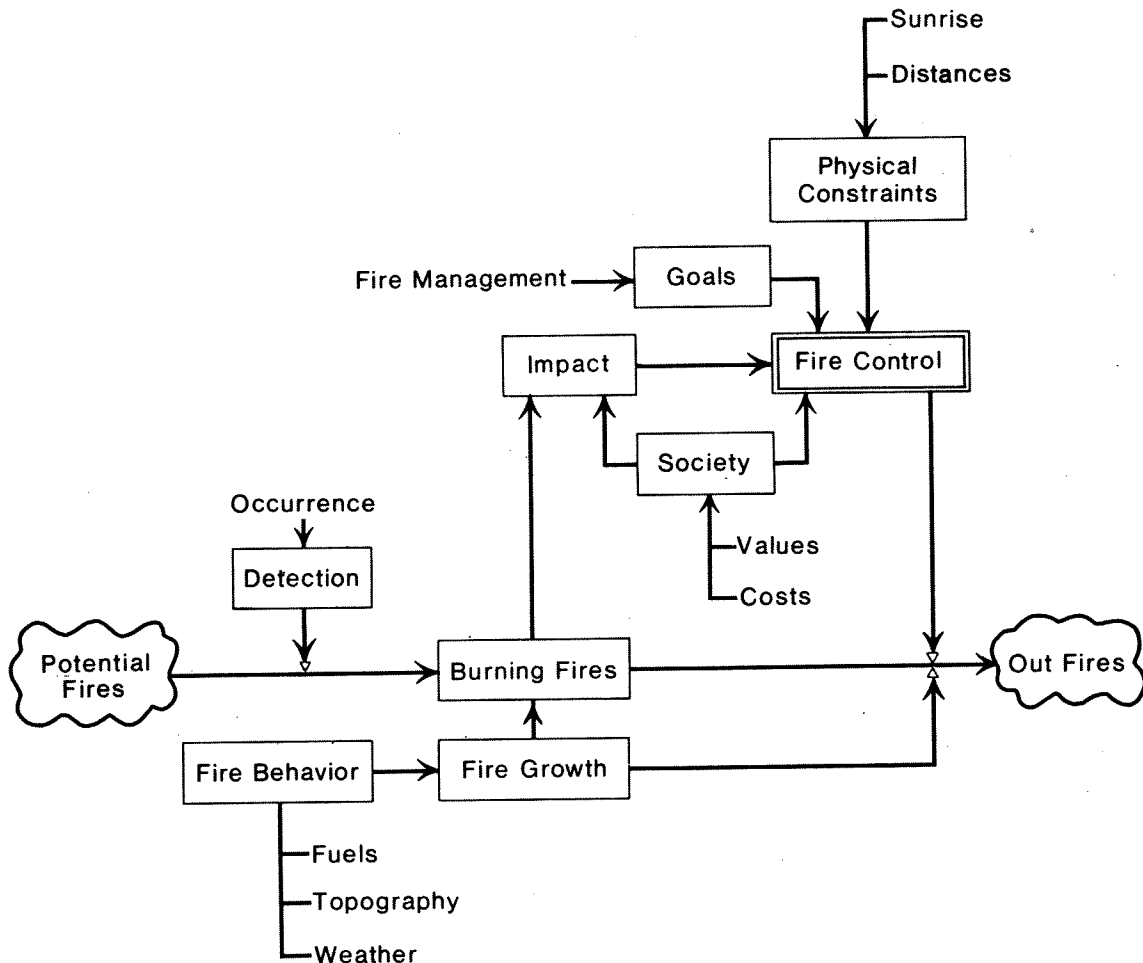 Sunrise
Distances
Physical
Constraints
Fire Management
Goals
Impact
Fire Control
Society
Occurrence
Values
Detection
Costs
Potential
Fires
Burning Fires
Out Fires
Fire Behavior
Fire Growth
Fuels
Topography
Weather